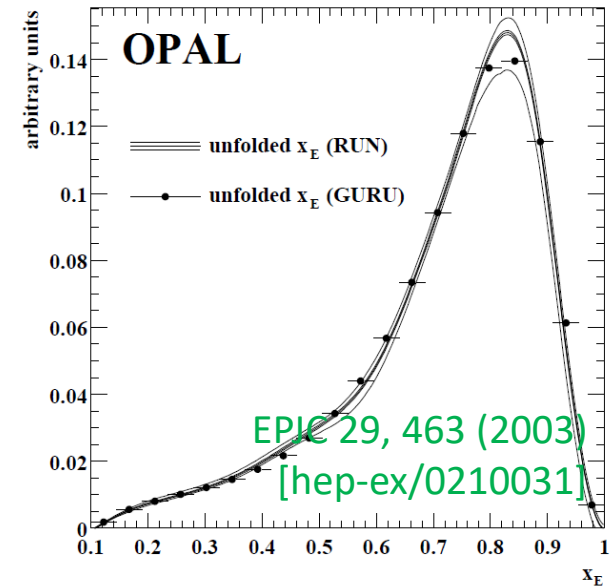 arbitrary units
OPAL
unfolded x_E (RUN)
unfolded x_E (GURU)
0.14
0.12
0.1
0.08
0.06
0.04
0.02
0
EPJC 29, 463 (2003)
[hep-ex/0210031]
0.1 0.2 0.3 0.4 0.5 0.6 0.7 0.8 0.9 1
x_E